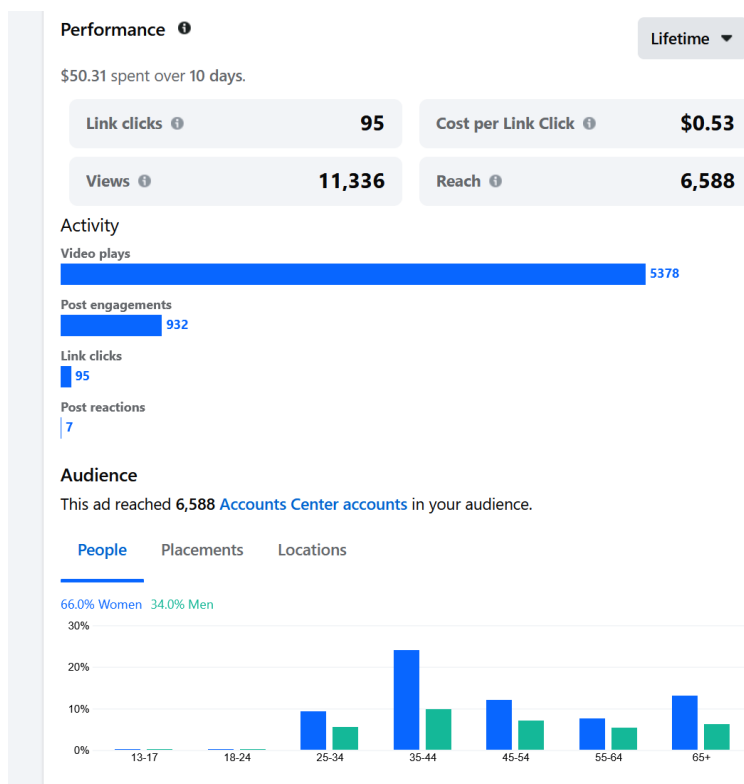 Performance
Lifetime
$50.31 spent over 10 days.
Link clicks 95
Cost per Link Click $0.53
Views 11,336
Reach 6,588
Activity
Video plays
5378
Post engagements
932
Link clicks
95
Post reactions
7
Audience
This ad reached 6,588 Accounts Center accounts in your audience.
People Placements Locations
66.0% Women 34.0% Men
30%
20%
10%
0%
13-17 18-24 25-34 35-44 45-54 55-64 65+